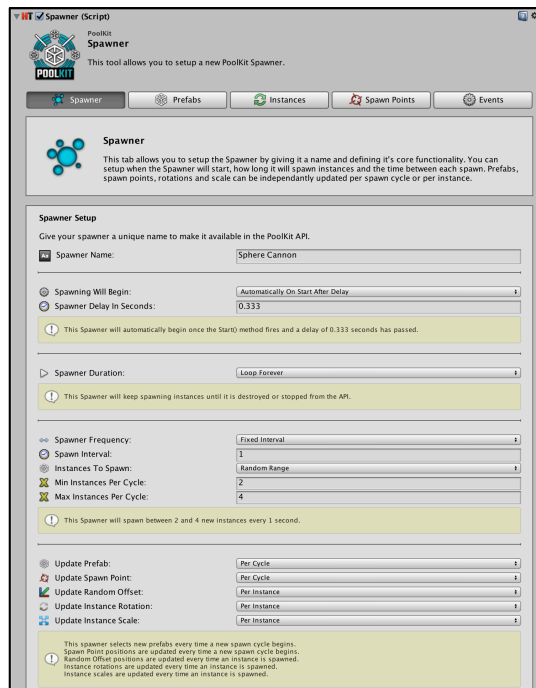 Spawner (Script)
PoolKit
Spawner
This tool allows you to setup a new PoolKit Spawner.
POOLKIT
Spawner Prefabs Instances Spawn Points Events
Spawner
This tab allows you to setup the Spawner by giving it a name and defining it's core functionality. You can
setup when the Spawner will start, how long it will spawn instances and the time between each spawn. Prefabs,
spawn points, rotations and scale can be independantly updated per spawn cycle or per instance.
Spawner Setup
Give your spawner a unique name to make it available in the PoolKit API.
Aa Spawner Name: Sphere Cannon
Spawning Will Begin: Automatically On Start After Delay
Spawner Delay In Seconds: 0.333
This Spawner will automatically begin once the Start() method fires and a delay of 0.333 seconds has passed.
Spawner Duration: Loop Forever
This Spawner will keep spawning instances until it is destroyed or stopped from the API.
Spawner Frequency: Fixed Interval
Spawn Interval: 1
Instances To Spawn: Random Range
Min Instances Per Cycle: 2
Max Instances Per Cycle: 4
This Spawner will spawn between 2 and 4 new instances every 1 second.
Update Prefab: Per Cycle
Update Spawn Point: Per Cycle
Update Random Offset: Per Instance
Update Instance Rotation: Per Instance
Update Instance Scale: Per Instance
This spawner selects new prefabs every time a new spawn cycle begins.
Spawn Point positions are updated every time a new spawn cycle begins.
Random Offset positions are updated every time an instance is spawned.
Instance rotations are updated every time an instance is spawned.
Instance scales are updated every time an instance is spawned.